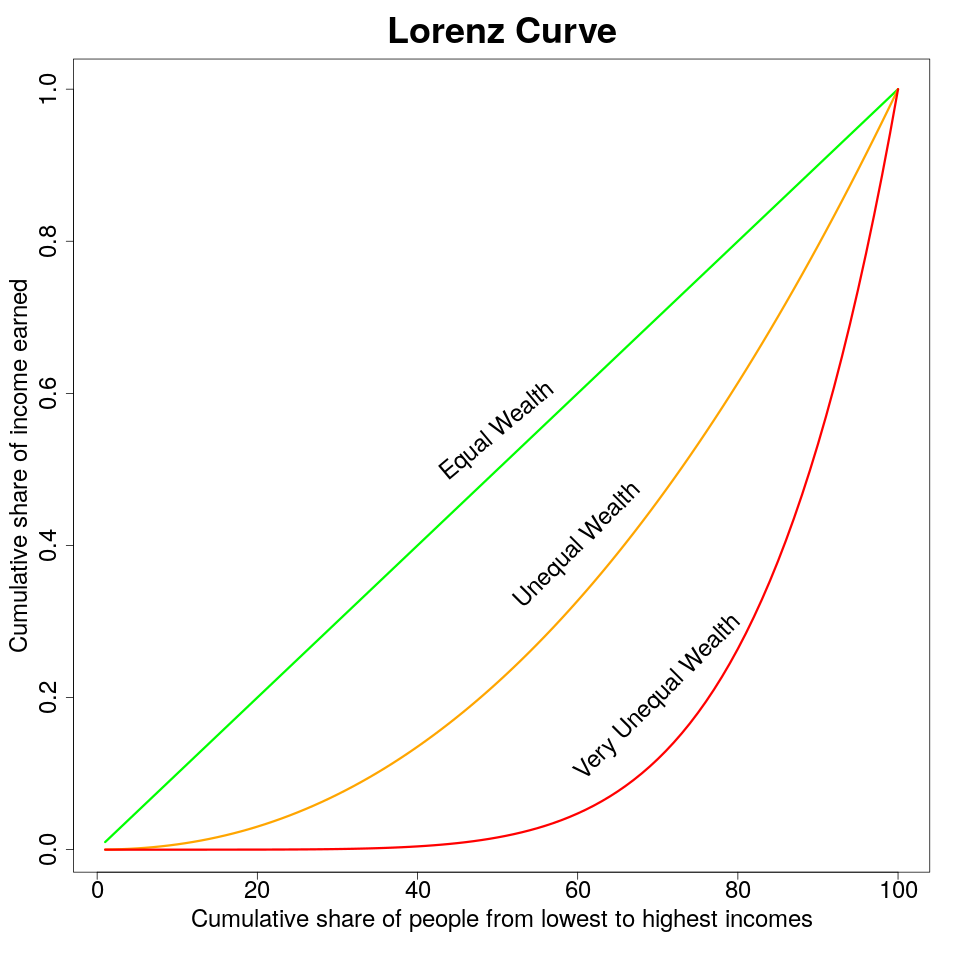 Lorenz Curve
Cumulative share of income earned
1.0
0.8
0.6
0.4
0.2
0.0
Equal Wealth
Unequal Wealth
Very Unequal Wealth
0 20 40 60 80 100
Cumulative share of people from lowest to highest incomes